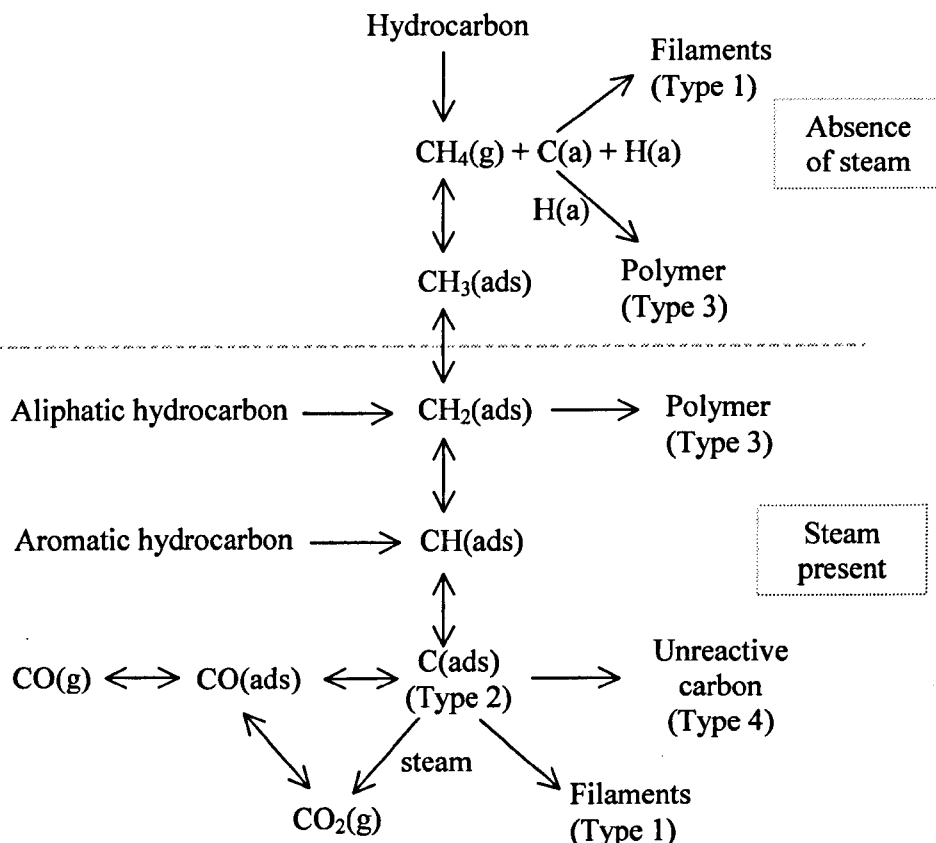 Hydrocarbon
Filaments
(Type 1)
Absence
of steam
CH₄(g) + C(a) + H(a)
H(a)
CH₃(ads)
Polymer
(Type 3)
Aliphatic hydrocarbon
CH₂(ads)
Polymer
(Type 3)
Aromatic hydrocarbon
CH(ads)
Steam
present
CO(g)
CO(ads)
C(ads)
(Type 2)
Unreactive
carbon
(Type 4)
steam
CO₂(g)
Filaments
(Type 1)